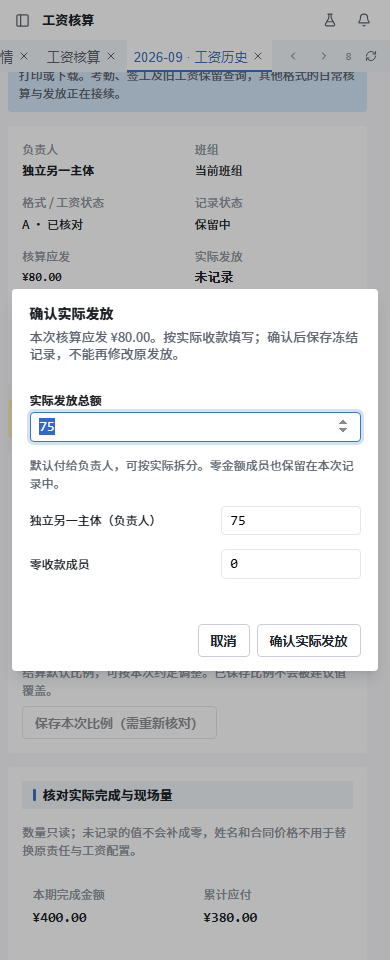 工资核算
情
工资核算
2026-09 · 工资历史
8
打印或下载。考勤、签工及旧工资保留查询，其他格式的日常核
算与发放正在接续。
负责人
班组
独立另一主体
当前班组
格式 / 工资状态
记录状态
A · 已核对
保留中
核算应发
实际发放
¥80.00
未记录
确认实际发放
本次核算应发 ¥80.00。按实际收款填写；确认后保存冻结
记录，不能再修改原发放。
实际发放总额
75
默认付给负责人，可按实际拆分。零金额成员也保留在本次记
录中。
独立另一主体（负责人）
75
零收款成员
0
取消
确认实际发放
结算默认比例，可按本次约定调整。已保存比例不会被建议值
覆盖。
保存本次比例（需重新核对）
核对实际完成与现场量
数量只读；未记录的值不会补成零，姓名和合同价格不用于替
换原责任与工资配置。
本期完成金额
累计应付
¥400.00
¥380.00